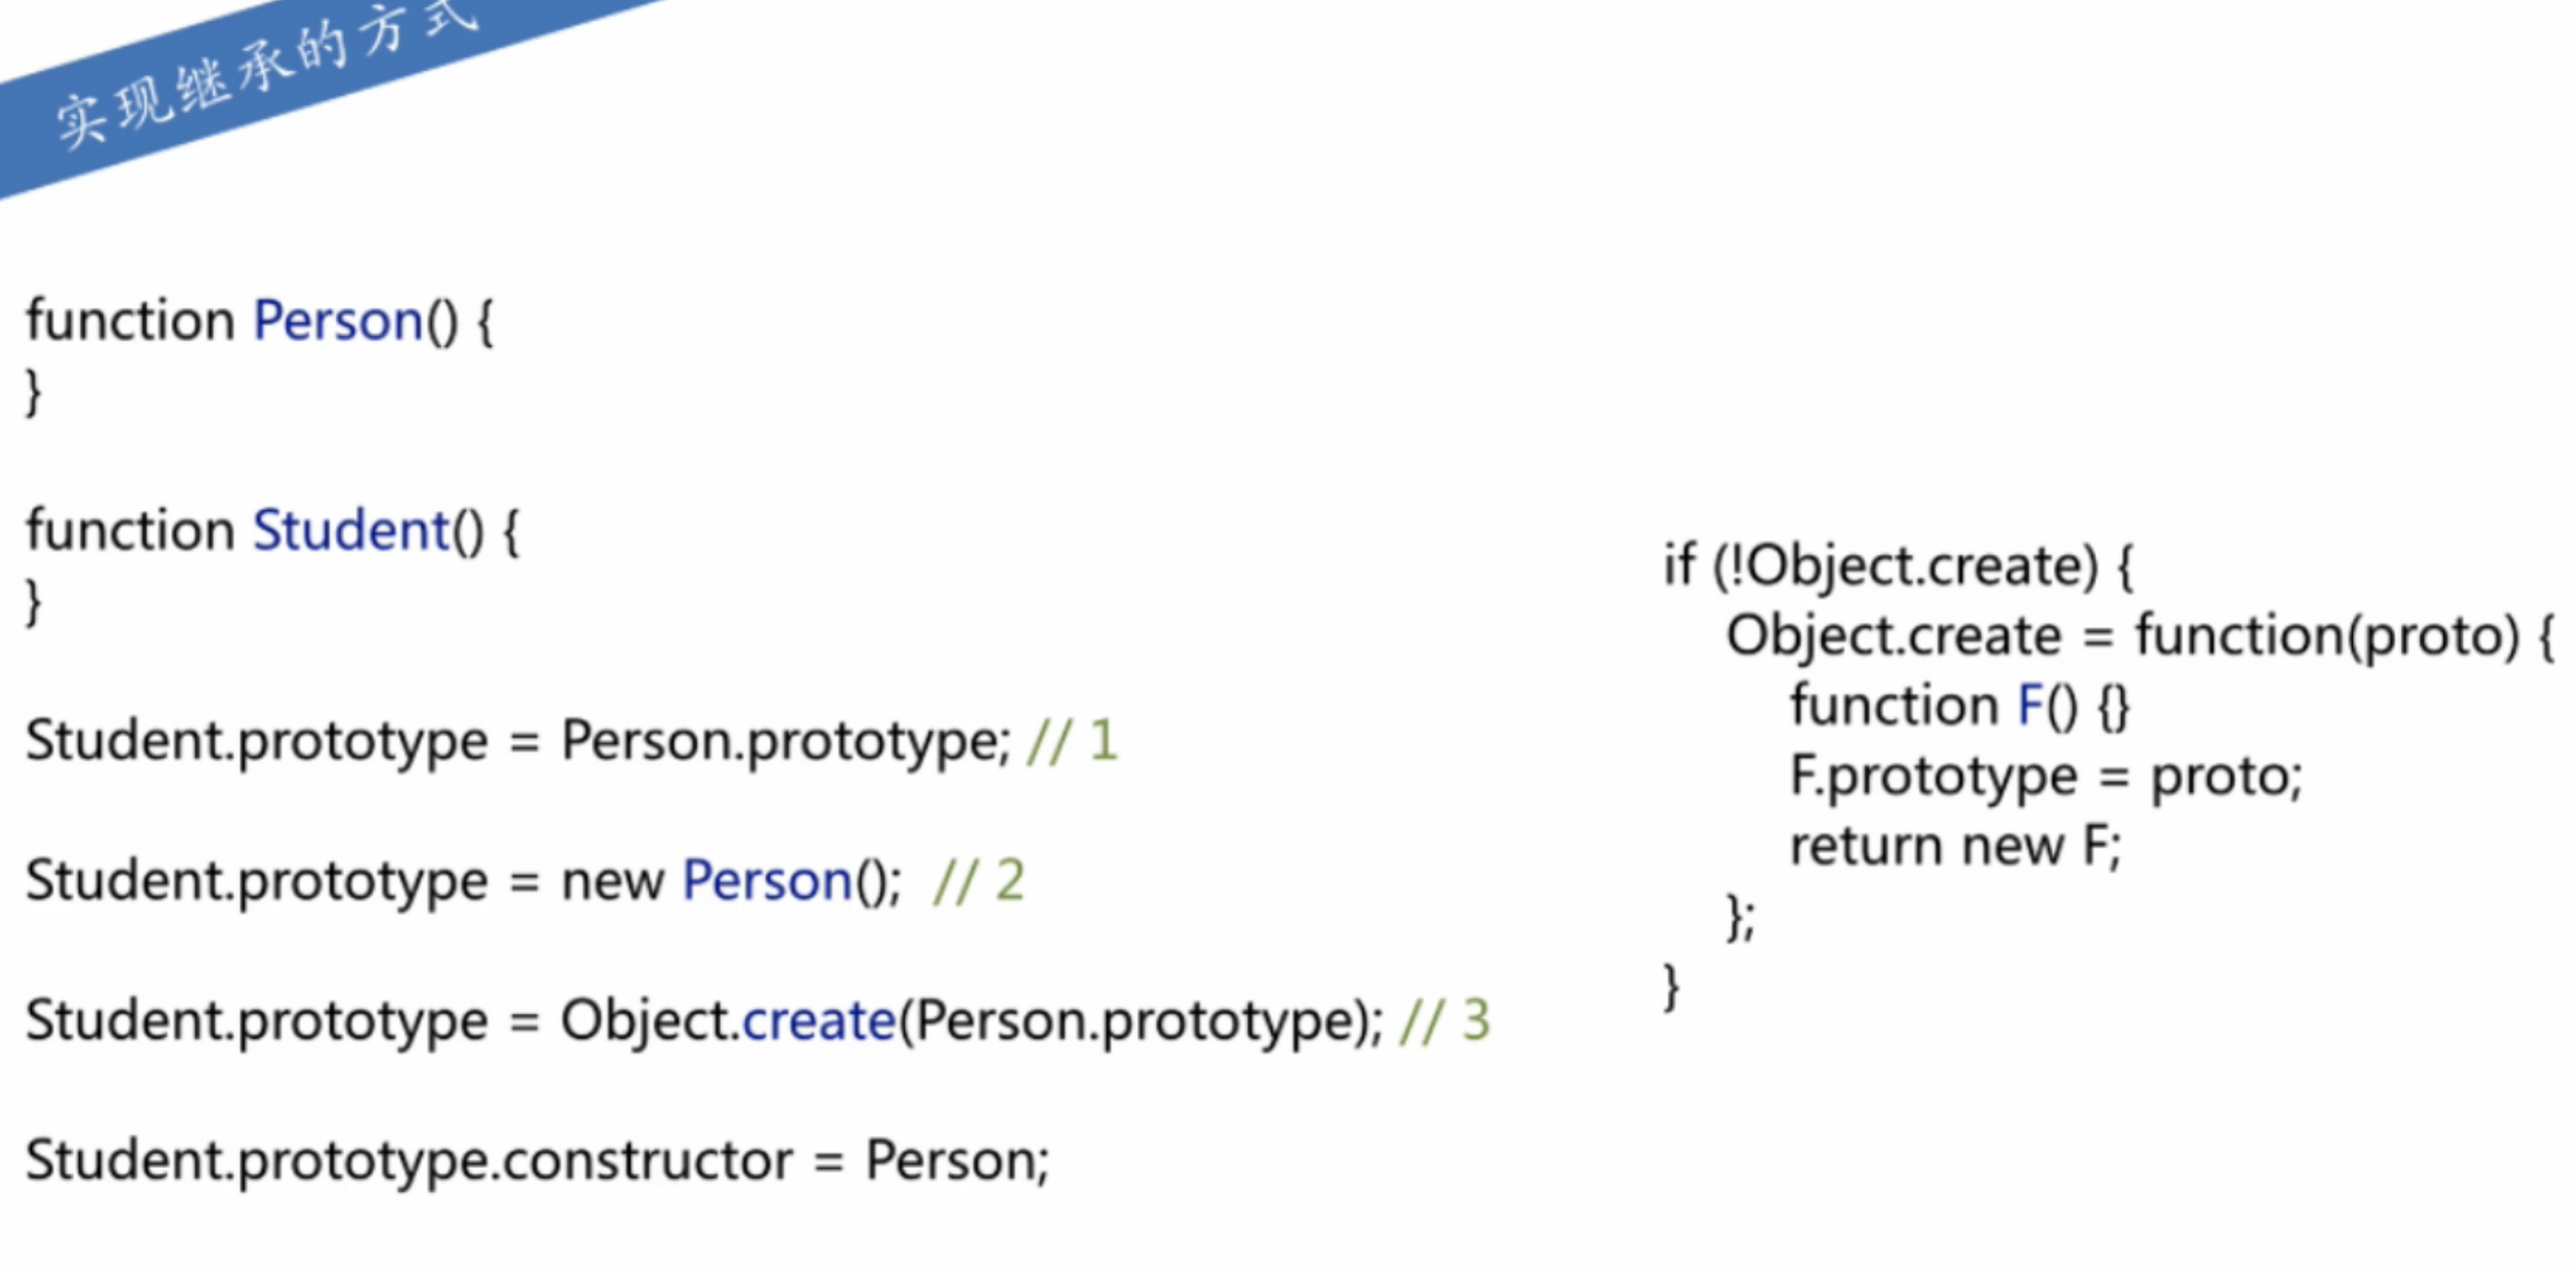 实现继承的方式
function Person() {
}
function Student() {
}
Student.prototype = Person.prototype; // 1
Student.prototype = new Person(); // 2
Student.prototype = Object.create(Person.prototype); // 3
Student.prototype.constructor = Person;
if (!Object.create) {
Object.create = function(proto) {
function F() {}
F.prototype = proto;
return new F;
};
}